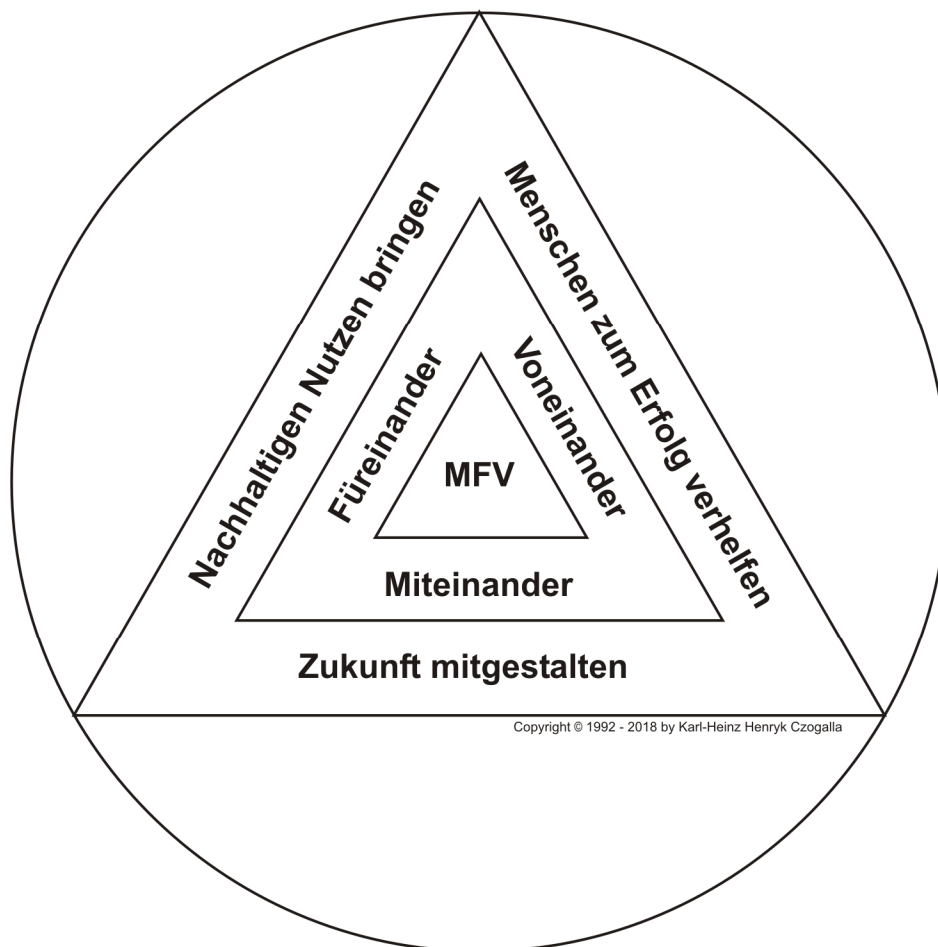 Nachhaltigen Nutzen bringen
Menschen zum Erfolg verhelfen
Füreinander
Voneinander
MFV
Miteinander
Zukunft mitgestalten
Copyright © 1992 - 2018 by Karl-Heinz Henryk Czogalla